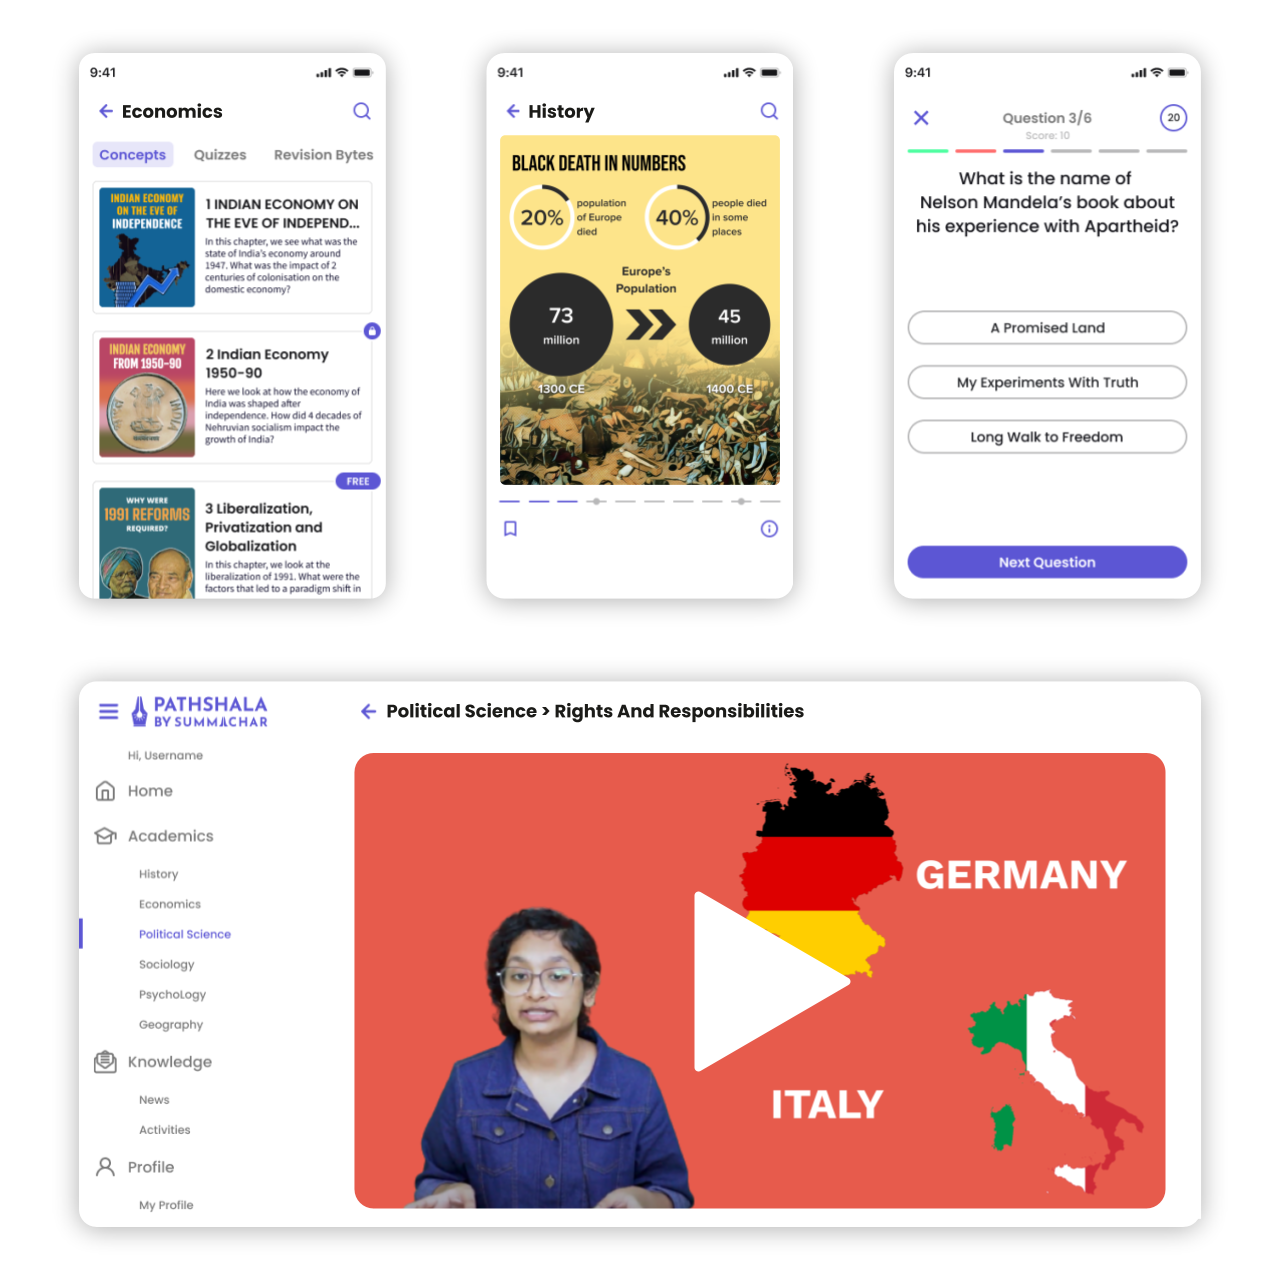 9:41
Economics
Concepts Quizzes Revision Bytes
INDIAN ECONOMY
ON THE EVE OF
INDEPENDENCE
1 INDIAN ECONOMY ON
THE EVE OF INDEPEND...
In this chapter, we see what was the
state of India's economy around
1947. What was the impact of 2
centuries of colonisation on the
domestic economy?
INDIAN ECONOMY
FROM 1950-90
2 Indian Economy
1950-90
Here we look at how the economy of
India was shaped after
independence. How did 4 decades of
Nehruvian socialism impact the
growth of India?
FREE
WHY WERE
1991 REFORMS
REQUIRED?
3 Liberalization,
Privatization and
Globalization
In this chapter, we look at the
liberalization of 1991. What were the
factors that led to a paradigm shift in
9:41
History
BLACK DEATH IN NUMBERS
20%
population
of Europe
died
40%
people died
in some
places
Europe's
Population
73
million
45
million
1300 CE
1400 CE
9:41
Question 3/6
Score: 10
20
What is the name of
Nelson Mandela's book about
his experience with Apartheid?
A Promised Land
My Experiments With Truth
Long Walk to Freedom
Next Question
PATHSHALA
BY SUMMACHAR
Hi, Username
Home
Academics
History
Economics
Political Science
Sociology
Psychology
Geography
Knowledge
News
Activities
Profile
My Profile
Political Science > Rights And Responsibilities
GERMANY
ITALY